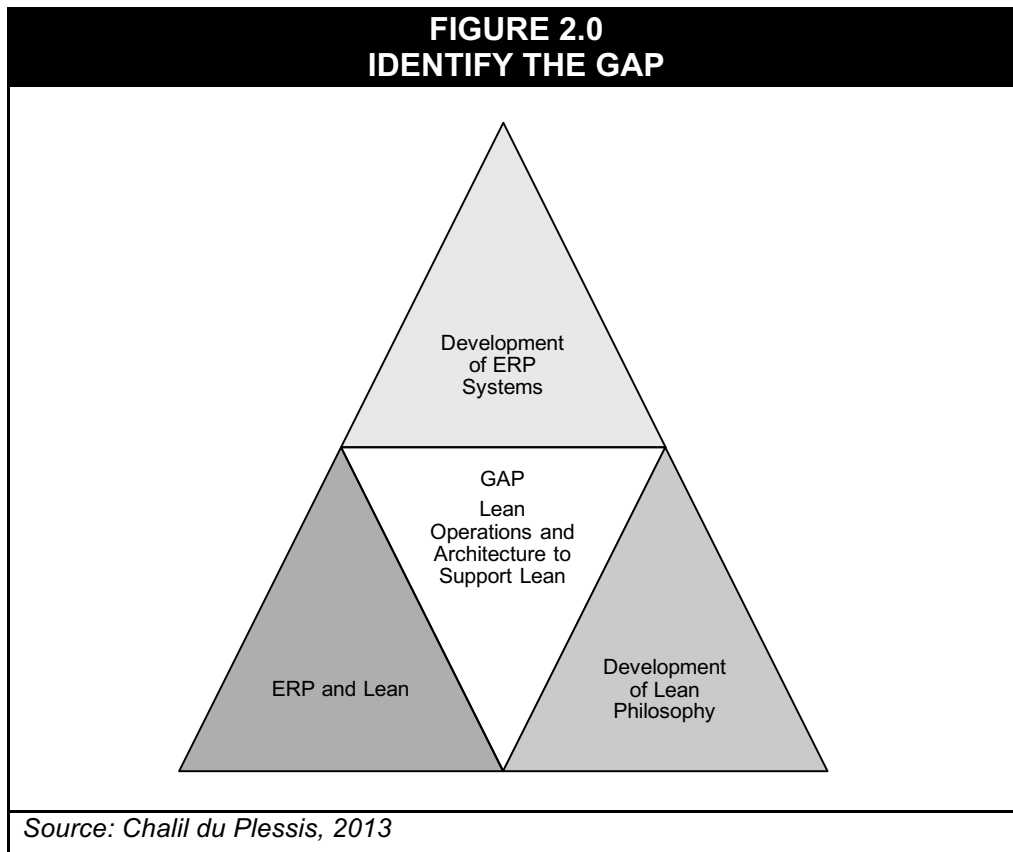 FIGURE 2.0
IDENTIFY THE GAP
Development
of ERP
Systems
GAP
Lean
Operations and
Architecture to
Support Lean
ERP and Lean
Development
of Lean
Philosophy
Source: Chalil du Plessis, 2013